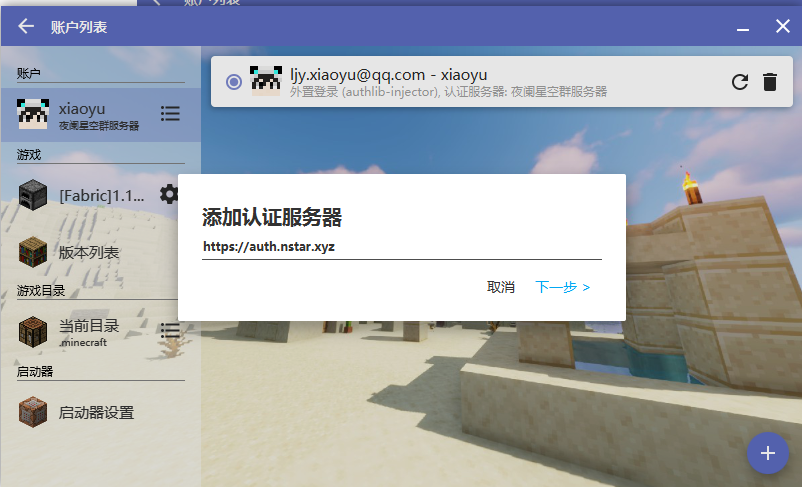 账户列表
账户
xiaoyu
夜阑星空群服务器
游戏
[Fabric]1.1...
版本列表
游戏目录
当前目录
.minecraft
启动器
启动器设置
ljy.xiaoyu@qq.com - xiaoyu
外置登录 (authlib-injector), 认证服务器: 夜阑星空群服务器
添加认证服务器
https://auth.nstar.xyz
取消
下一步 >